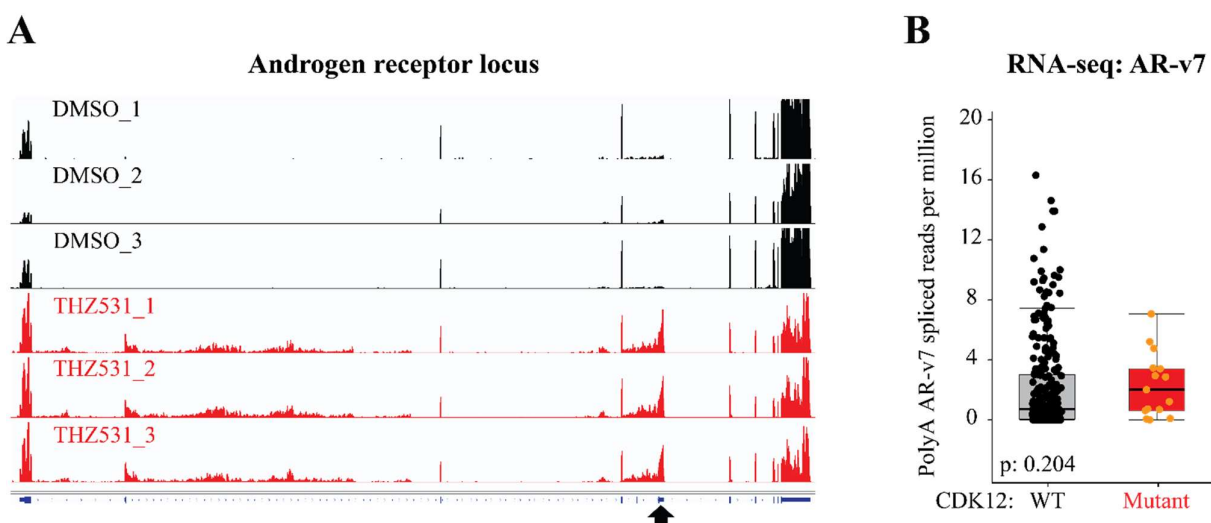 A
Androgen receptor locus
DMSO_1
DMSO_2
DMSO_3
THZ531_1
THZ531_2
THZ531_3
B
RNA-seq: AR-v7
PolyA AR-v7 spliced reads per million
20
16
12
8
4
0
p: 0.204
CDK12: WT Mutant